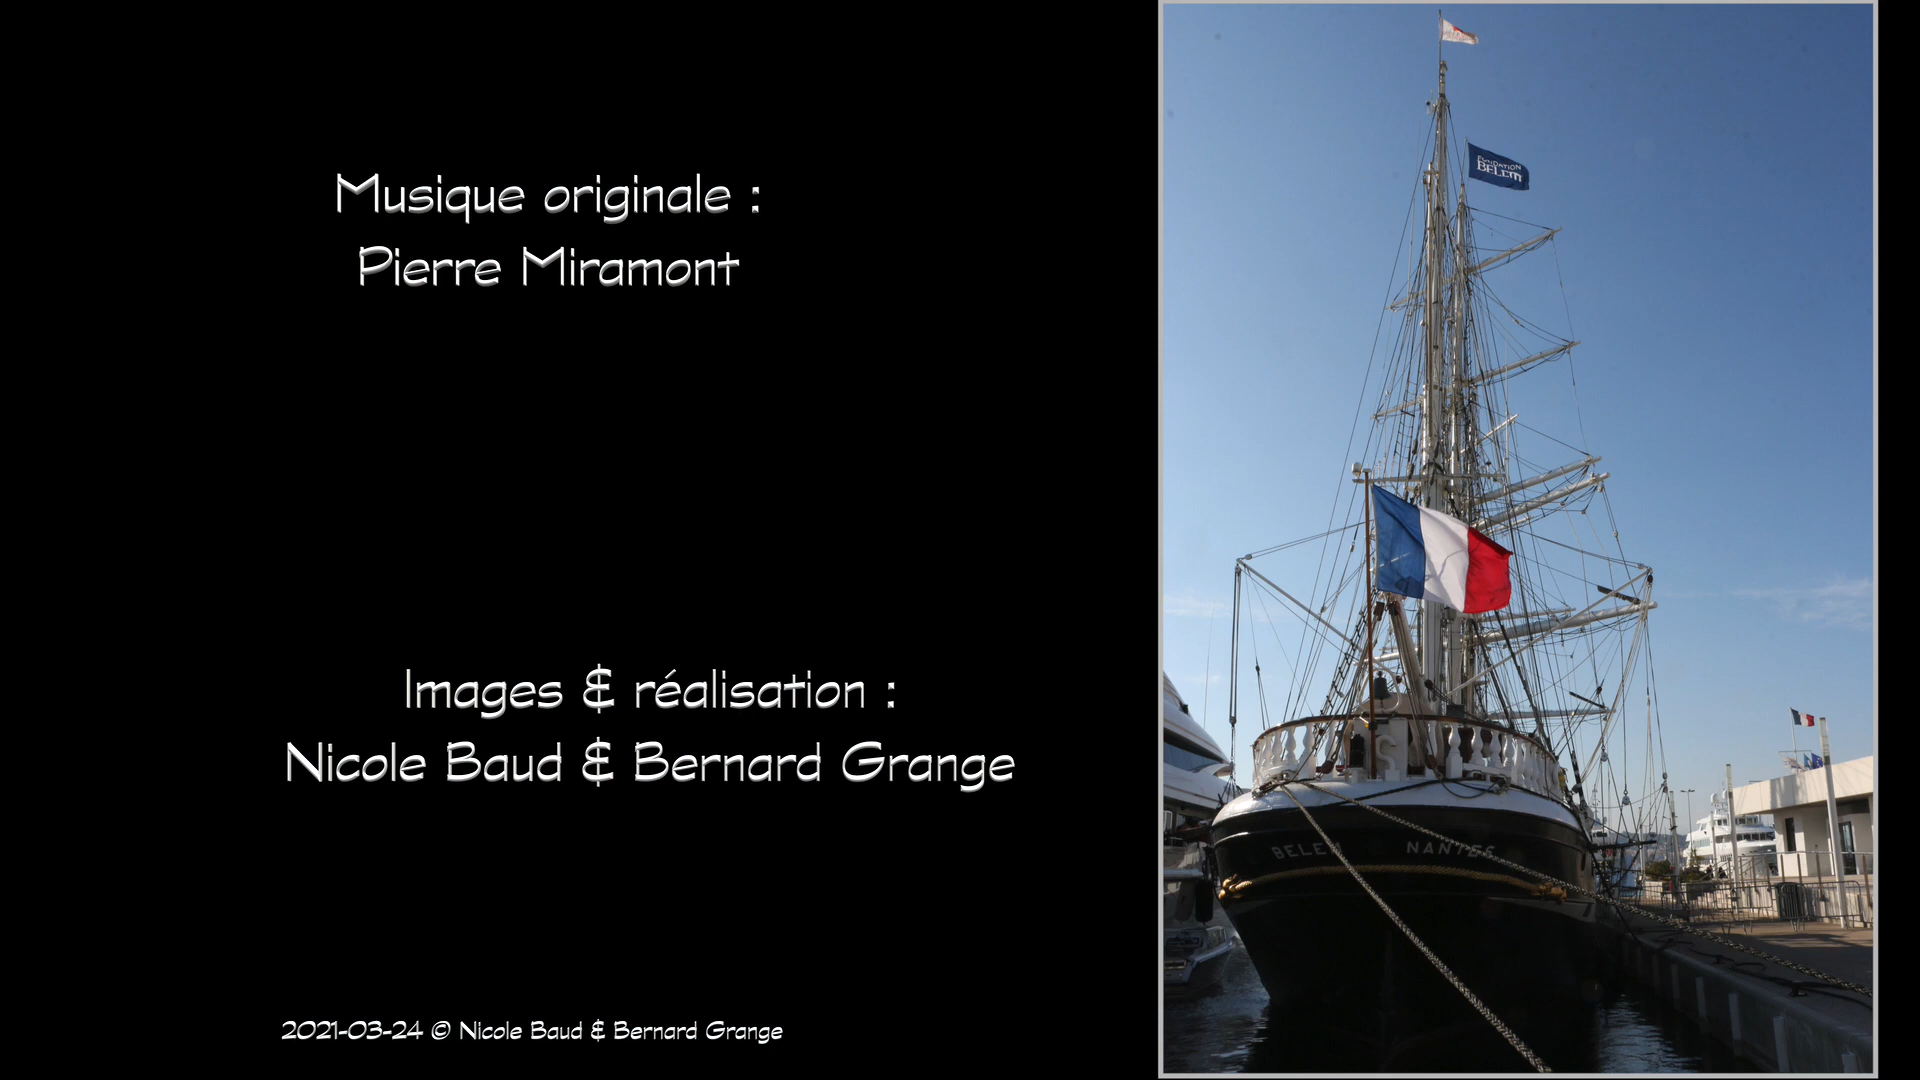 Musique originale :
Pierre Miramont
Images & réalisation :
Nicole Baud & Bernard Grange
2021-03-24 © Nicole Baud & Bernard Grange
FONDATION
BELEM
BELEM NANTES